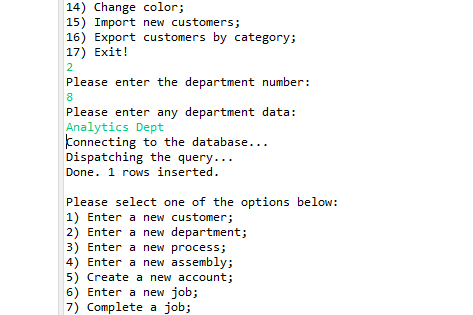 14) Change color;
15) Import new customers;
16) Export customers by category;
17) Exit!
2
Please enter the department number:
8
Please enter any department data:
Analytics Dept
Connecting to the database...
Dispatching the query...
Done. 1 rows inserted.
Please select one of the options below:
1) Enter a new customer;
2) Enter a new department;
3) Enter a new process;
4) Enter a new assembly;
5) Create a new account;
6) Enter a new job;
7) Complete a job;